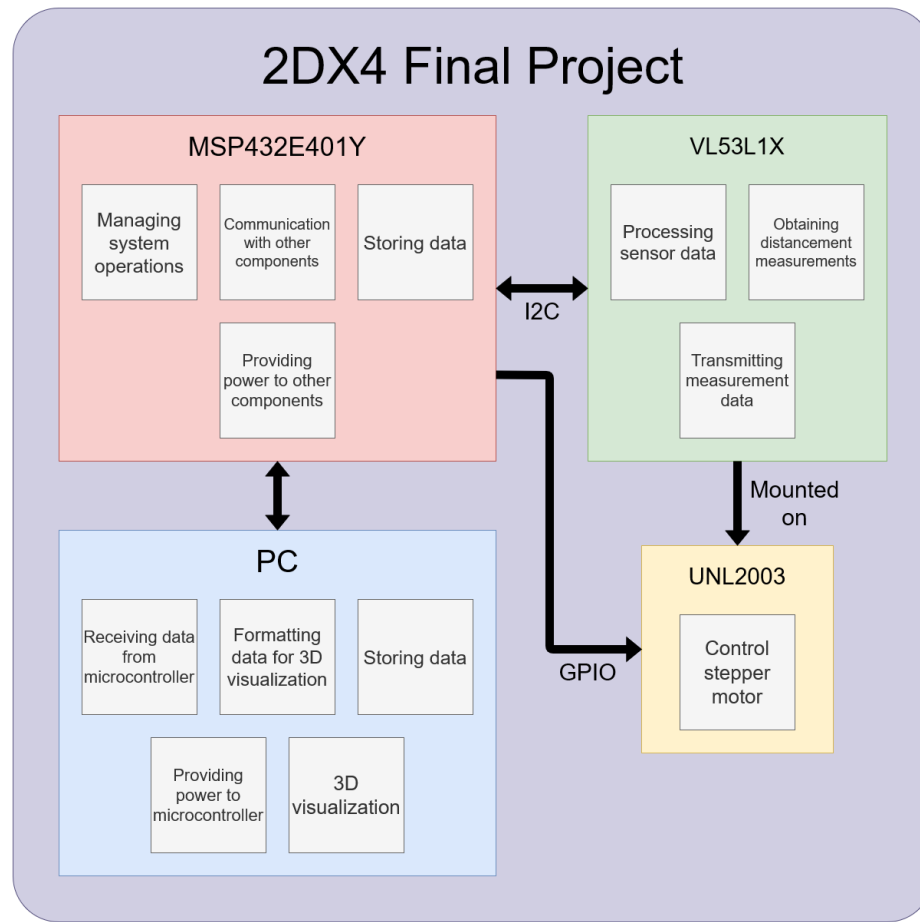 2DX4 Final Project
MSP432E401Y
Managing
system
operations
Communication
with other
components
Storing data
Providing
power to other
components
VL53L1X
Processing
sensor data
Obtaining
distancement
measurements
Transmitting
measurement
data
I2C
Mounted
on
PC
Receiving data
from
microcontroller
Formatting
data for 3D
visualization
Storing data
Providing
power to
microcontroller
3D
visualization
GPIO
UNL2003
Control
stepper
motor